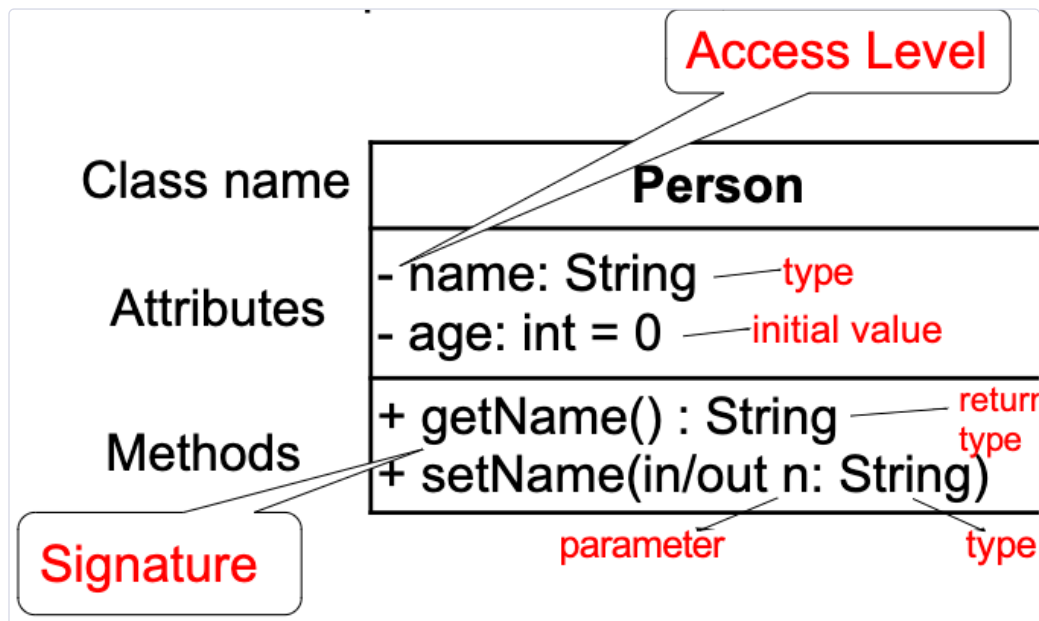 Access Level
Class name
Person
Attributes
- name: String
type
- age: int = 0
initial value
Methods
+ getName() : String
return
type
+ setName(in/out n: String)
Signature
parameter
type